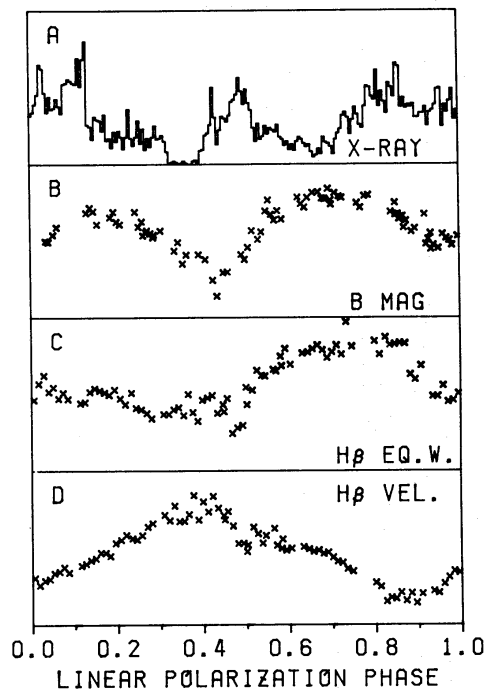 A
X-RAY
B
B MAG
C
Hβ EQ.W.
D
Hβ VEL.
0.0 0.2 0.4 0.6 0.8 1.0
LINEAR POLARIZATION PHASE